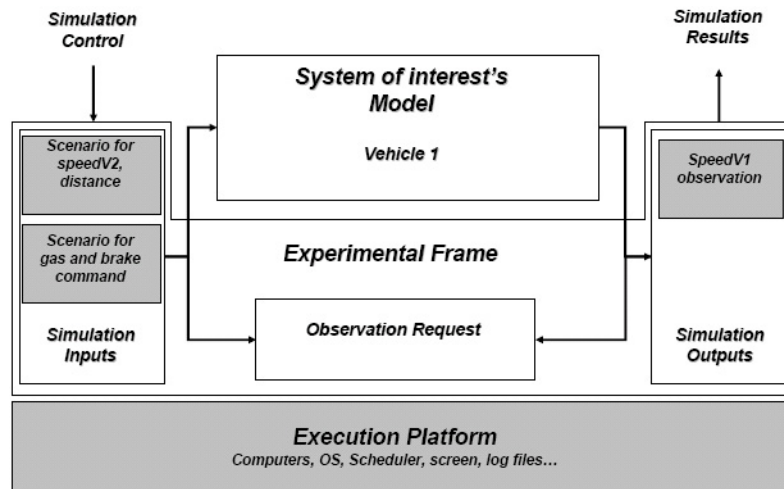 Simulation
Control
Simulation
Results
System of interest's
Model
Vehicle 1
Scenario for
speedV2,
distance
Scenario for
gas and brake
command
Simulation
Inputs
Experimental Frame
Observation Request
SpeedV1
observation
Simulation
Outputs
Execution Platform
Computers, OS, Scheduler, screen, log files…